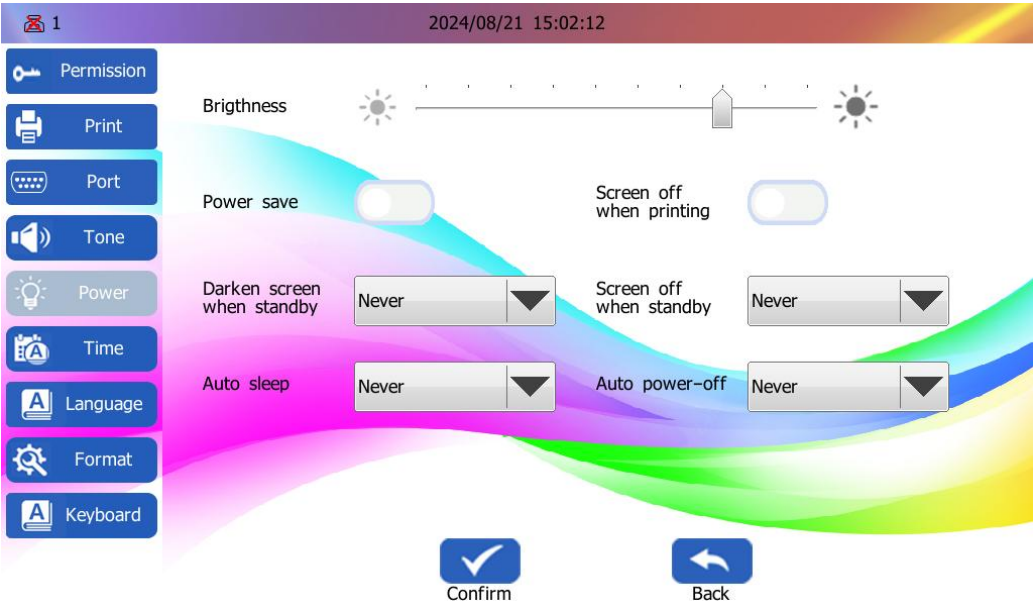 1
2024/08/21 15:02:12
Permission
Print
Port
Tone
Power
Time
Language
Format
Keyboard
Brigthness
Power save
Screen off
when printing
Darken screen
when standby
Never
Screen off
when standby
Never
Auto sleep
Never
Auto power-off
Never
Confirm
Back